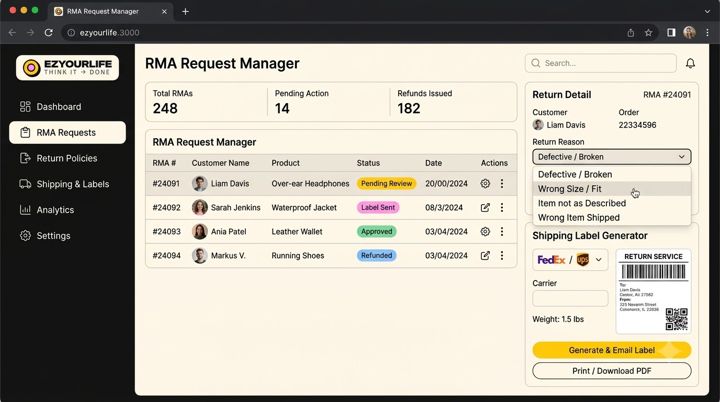 RMA Request Manager
ezyourlife.3000
EZYOURLIFE
THINK IT → DONE
Dashboard
RMA Requests
Return Policies
Shipping & Labels
Analytics
Settings
RMA Request Manager
Search...
Total RMAs
248
Pending Action
14
Refunds Issued
182
RMA Request Manager
RMA # Customer Name Product Status Date Actions
#24091 Liam Davis Over-ear Headphones Pending Review 20/00/2024
#24092 Sarah Jenkins Waterproof Jacket Label Sent 08/3/2024
#24093 Ania Patel Leather Wallet Approved 03/04/2024
#24094 Markus V. Running Shoes Refunded 03/04/2024
Return Detail RMA #24091
Customer Order
Liam Davis 22334596
Return Reason
Defective / Broken
Defective / Broken
Wrong Size / Fit
Item not as Described
Wrong Item Shipped
Shipping Label Generator
FedEx / ups
Carrier
Weight: 1.5 lbs
RETURN SERVICE
To:
Liam Davis
From:
Generate & Email Label
Print / Download PDF